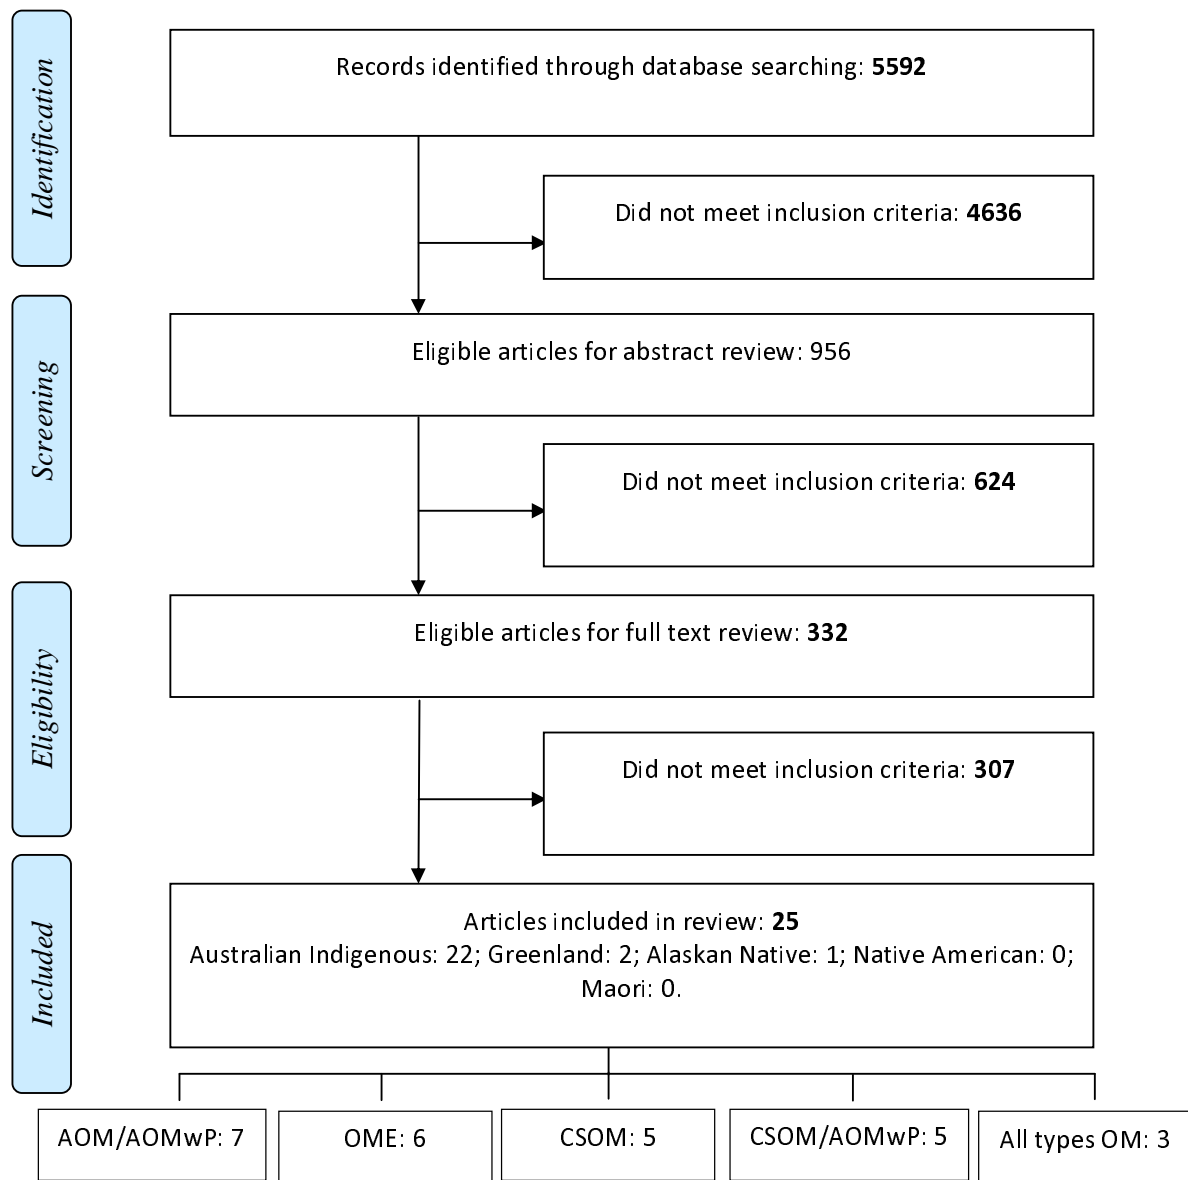 Identification
Records identified through database searching: 5592
Did not meet inclusion criteria: 4636
Screening
Eligible articles for abstract review: 956
Did not meet inclusion criteria: 624
Eligibility
Eligible articles for full text review: 332
Did not meet inclusion criteria: 307
Included
Articles included in review: 25
Australian Indigenous: 22; Greenland: 2; Alaskan Native: 1; Native American: 0;
Maori: 0.
AOM/AOMwP: 7
OME: 6
CSOM: 5
CSOM/AOMwP: 5
All types OM: 3